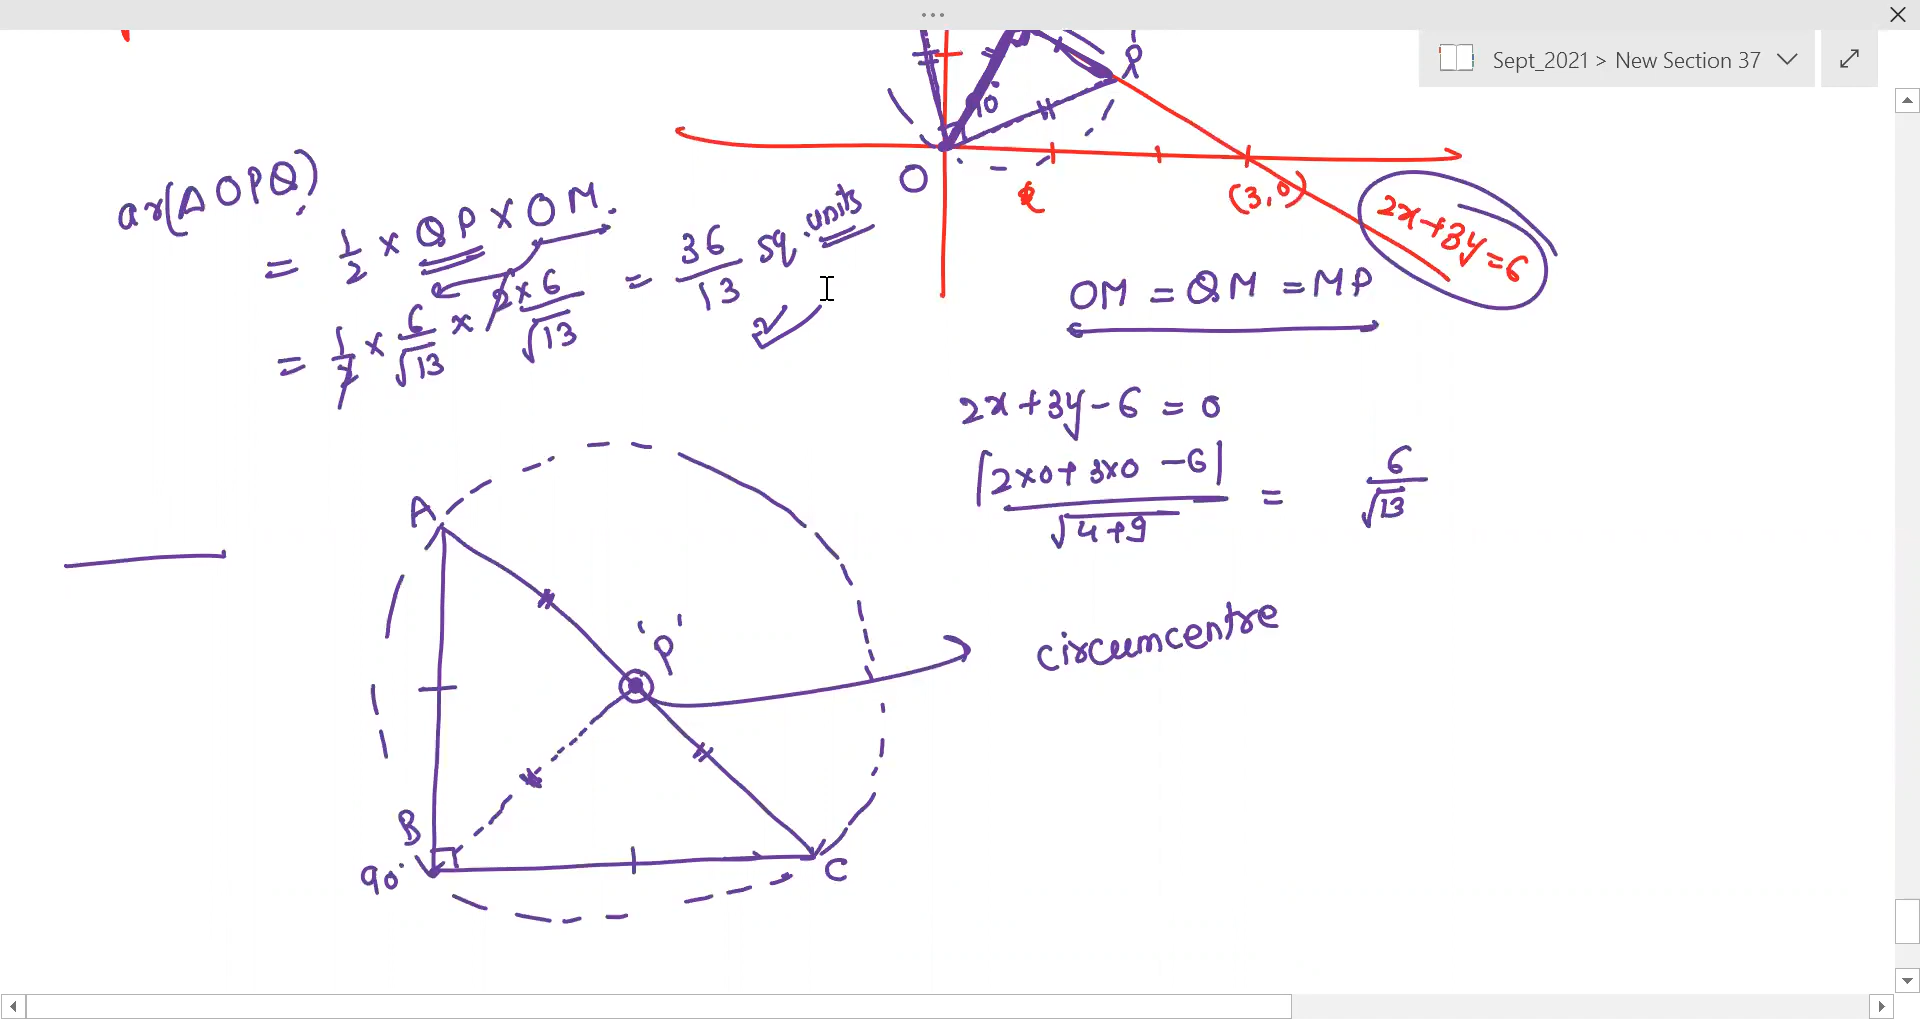 Sept_2021 > New Section 37
P
90°
O
(3,0)
2x+3y=6
ar(ΔOPQ)
= 1/2 × QP × OM.
= 1/2 × 6/√13 × 2×6/√13 = 36/13 sq. units
OM = QM = MP
2x+3y-6 = 0
|2×0+3×0-6| / √4+9 = 6/√13
A
'P'
circumcentre
B
90°
C